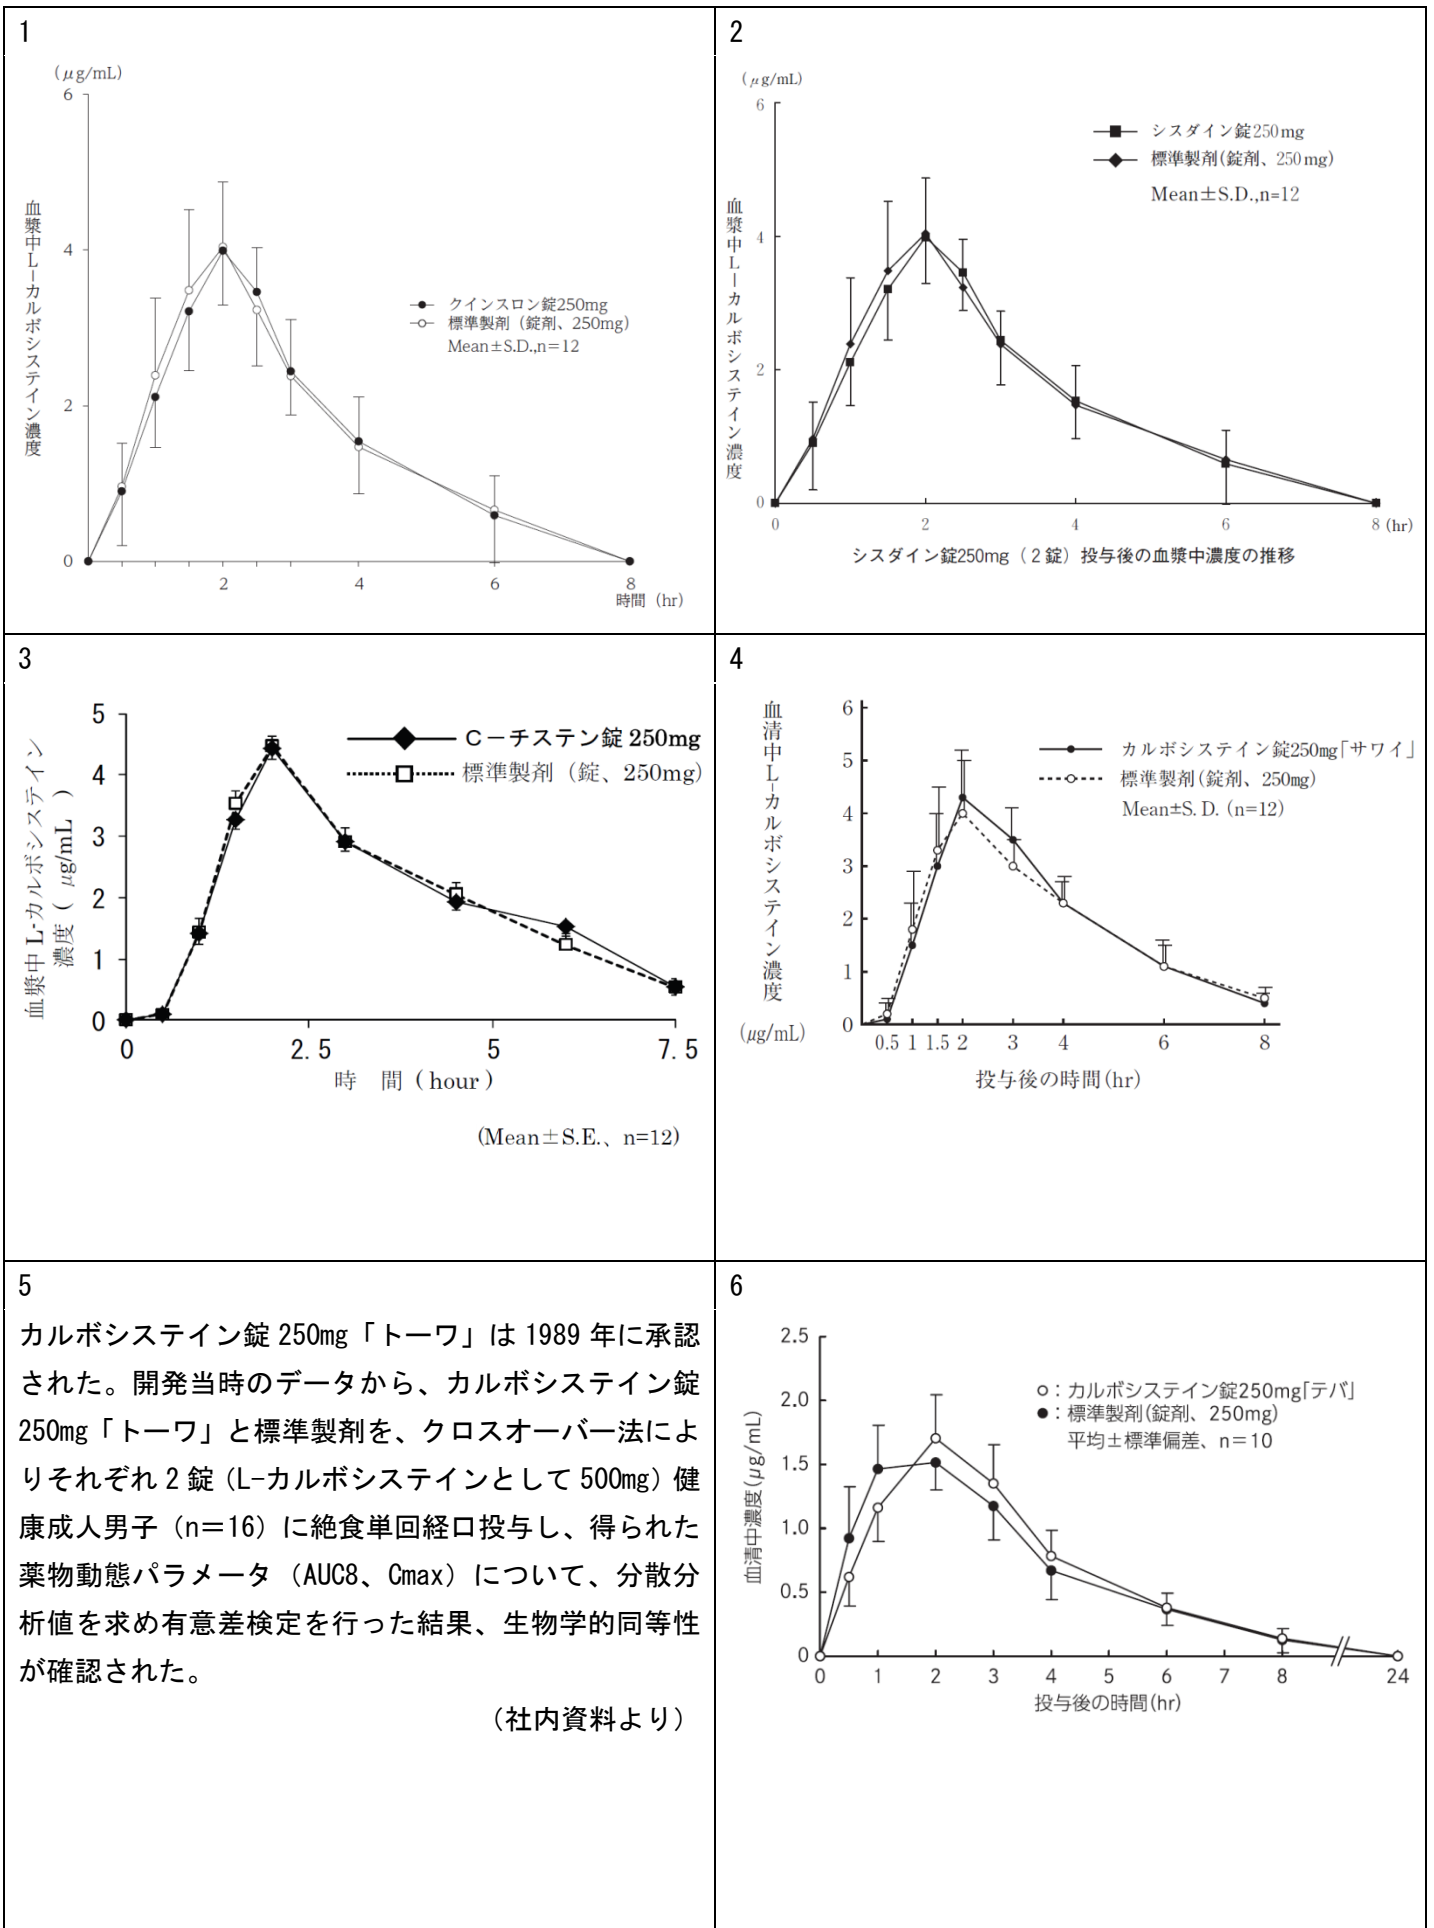 1
(μg/mL)
6
4
2
0
血漿中L-カルボシステイン濃度
クインスロン錠250mg
標準製剤（錠剤、250mg）
Mean±S.D.,n=12
2
4
6
8
時間（hr）
2
(μg/mL)
6
4
2
0
血漿中L-カルボシステイン濃度
シスダイン錠250mg
標準製剤(錠剤、250mg)
Mean±S.D.,n=12
0
2
4
6
8 (hr)
シスダイン錠250mg（2錠）投与後の血漿中濃度の推移
3
血漿中 L-カルボシステイン
濃度（ μg/mL ）
5
4
3
2
1
0
C－チステン錠 250mg
標準製剤（錠、250mg）
0
2.5
5
7.5
時　間 ( hour )
(Mean±S.E.、n=12)
4
血清中L-カルボシステイン濃度
(μg/mL)
6
5
4
3
2
1
0
カルボシステイン錠250mg｢サワイ｣
標準製剤(錠剤、250mg)
Mean±S.D. (n=12)
0.5 1 1.5 2 3 4 6 8
投与後の時間(hr)
5
カルボシステイン錠 250mg「トーワ」は 1989 年に承認
された。開発当時のデータから、カルボシステイン錠
250mg「トーワ」と標準製剤を、クロスオーバー法によ
りそれぞれ 2 錠（L-カルボシステインとして 500mg）健
康成人男子（n＝16）に絶食単回経口投与し、得られた
薬物動態パラメータ（AUC8、Cmax）について、分散分
析値を求め有意差検定を行った結果、生物学的同等性
が確認された。
（社内資料より）
6
血清中濃度(μg/mL)
2.5
2.0
1.5
1.0
0.5
0
○：カルボシステイン錠250mg｢テバ｣
●：標準製剤(錠剤、250mg)
平均±標準偏差、n＝10
0 1 2 3 4 5 6 7 8 24
投与後の時間(hr)